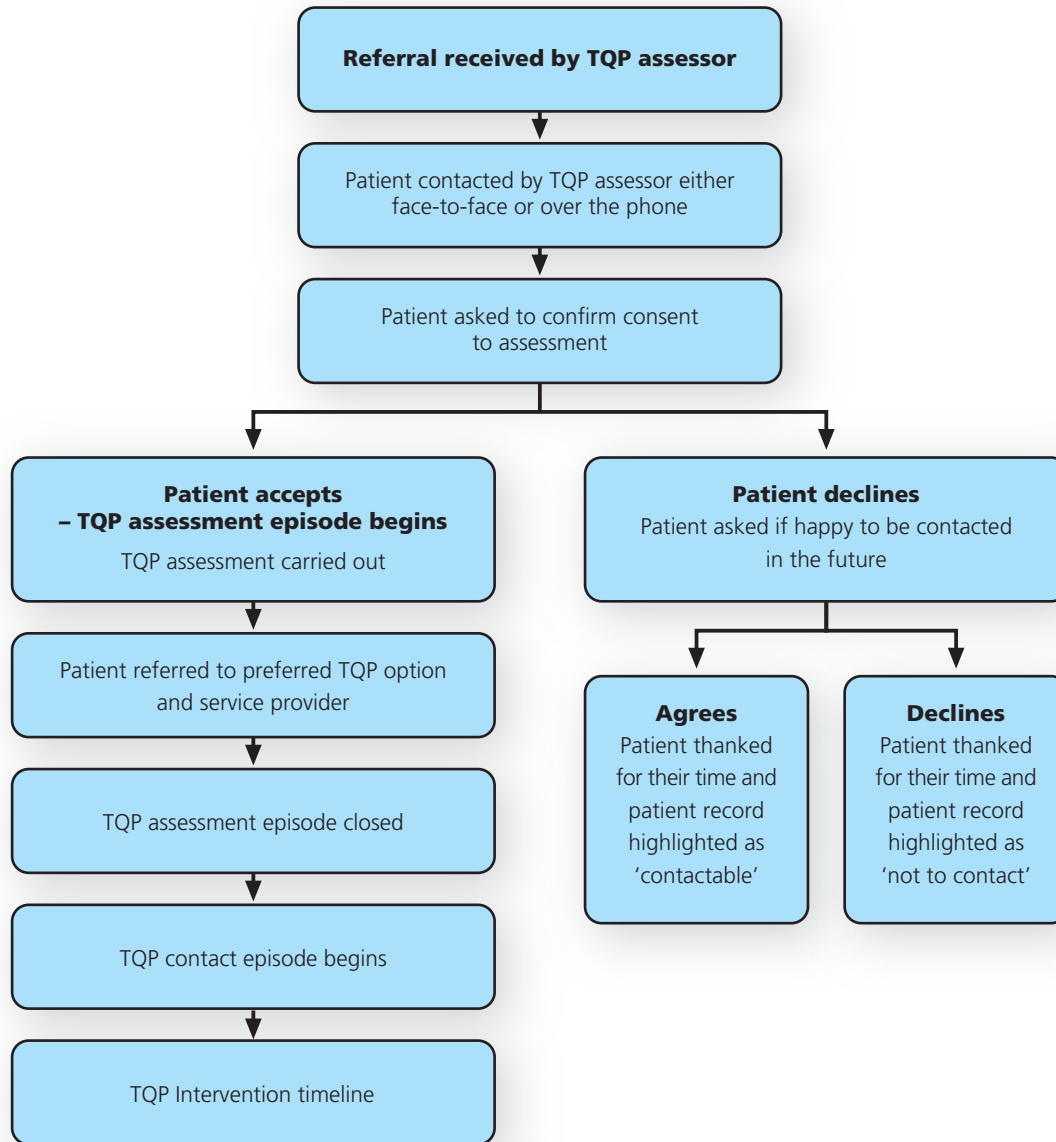 Referral received by TQP assessor
Patient contacted by TQP assessor either
face-to-face or over the phone
Patient asked to confirm consent
to assessment
Patient accepts
– TQP assessment episode begins
TQP assessment carried out
Patient referred to preferred TQP option
and service provider
TQP assessment episode closed
TQP contact episode begins
TQP Intervention timeline
Patient declines
Patient asked if happy to be contacted
in the future
Agrees
Patient thanked
for their time and
patient record
highlighted as
‘contactable’
Declines
Patient thanked
for their time and
patient record
highlighted as
‘not to contact’